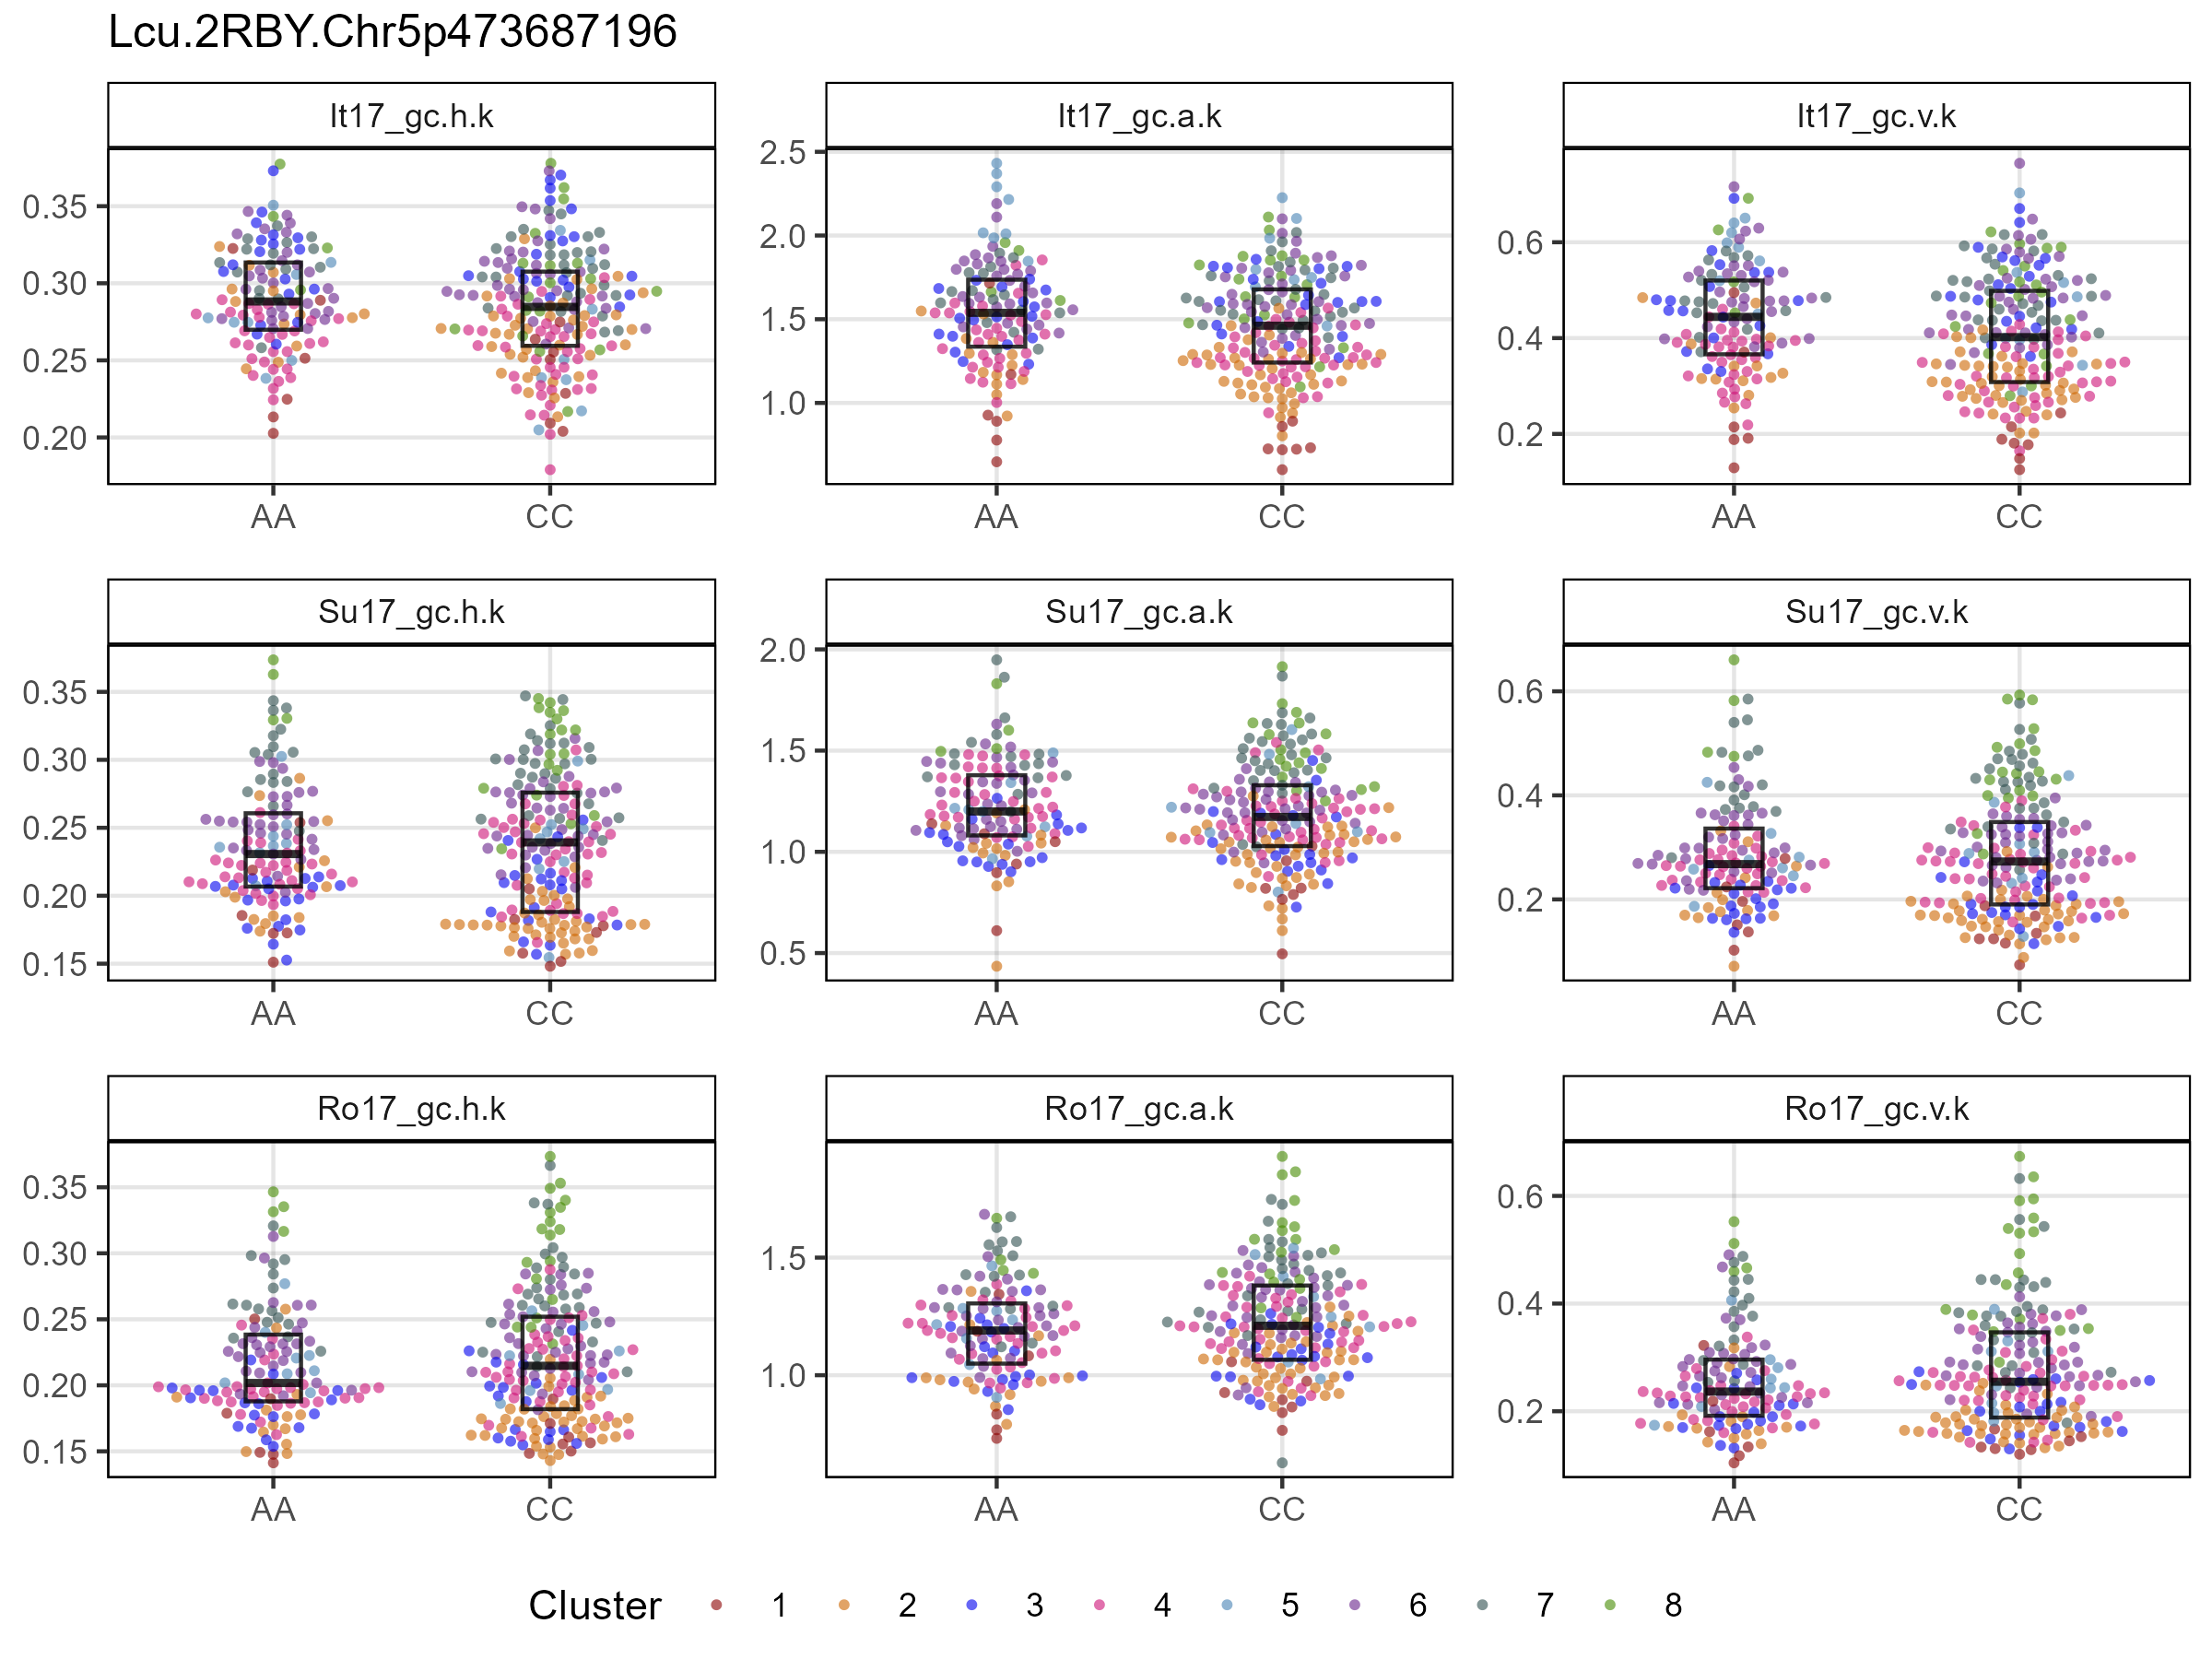 Lcu.2RBY.Chr5p473687196
It17_gc.h.k
It17_gc.a.k
It17_gc.v.k
0.35
0.30
0.25
0.20
AA CC
2.5
2.0
1.5
1.0
AA CC
0.6
0.4
0.2
AA CC
Su17_gc.h.k
Su17_gc.a.k
Su17_gc.v.k
0.35
0.30
0.25
0.20
0.15
AA CC
2.0
1.5
1.0
0.5
AA CC
0.6
0.4
0.2
AA CC
Ro17_gc.h.k
Ro17_gc.a.k
Ro17_gc.v.k
0.35
0.30
0.25
0.20
0.15
AA CC
1.5
1.0
AA CC
0.6
0.4
0.2
AA CC
Cluster 1 2 3 4 5 6 7 8